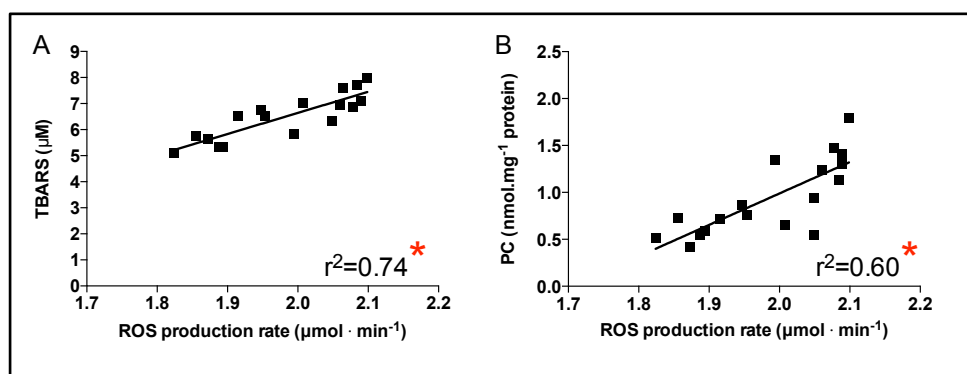 A
9
8
7
6
5
4
3
2
1
0
TBARS (µM)
r²=0.74 *
1.7 1.8 1.9 2.0 2.1 2.2
ROS production rate (µmol · min⁻¹)
B
2.5
2.0
1.5
1.0
0.5
0.0
PC (nmol.mg⁻¹ protein)
r²=0.60 *
1.7 1.8 1.9 2.0 2.1 2.2
ROS production rate (µmol · min⁻¹)